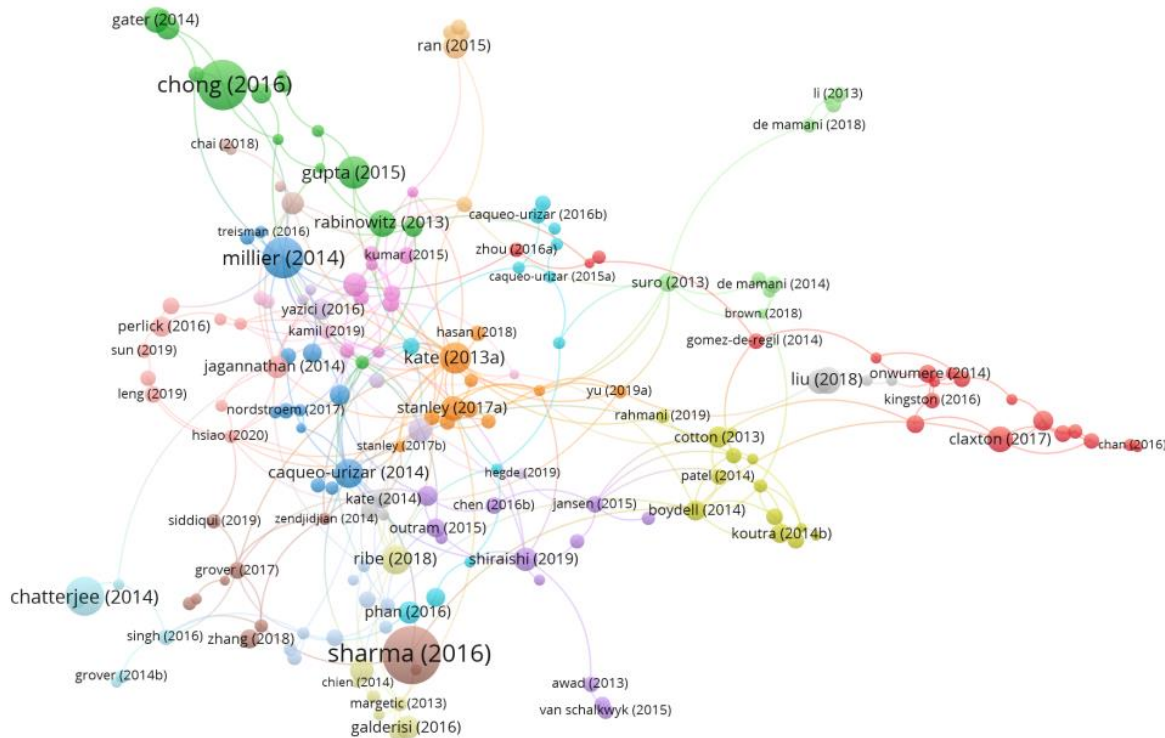 gater (2014)
ran (2015)
chong (2016)
li (2013)
de mamani (2018)
chai (2018)
gupta (2015)
caqueo-urizar (2016b)
rabinowitz (2013)
treisman (2016)
zhou (2016a)
kumar (2015)
millier (2014)
caqueo-urizar (2015a)
suro (2013)
de mamani (2014)
yazici (2016)
brown (2018)
perlick (2016)
kamil (2019)
hasan (2018)
gomez-de-regil (2014)
sun (2019)
kate (2013a)
jagannathan (2014)
onwumere (2014)
liu (2018)
yu (2019a)
leng (2019)
kingston (2016)
nordstroem (2017)
stanley (2017a)
rahmani (2019)
hsiao (2020)
cotton (2013)
claxton (2017)
chan (2016)
stanley (2017b)
caqueo-urizar (2014)
hegde (2019)
patel (2014)
kate (2014)
chen (2016b)
jansen (2015)
boydell (2014)
siddiqui (2019)
zendjidjian (2014)
outram (2015)
koutra (2014b)
ribe (2018)
shiraishi (2019)
grover (2017)
chatterjee (2014)
phan (2016)
singh (2016)
zhang (2018)
sharma (2016)
grover (2014b)
chien (2014)
awad (2013)
margetic (2013)
van schalkwyk (2015)
galderisi (2016)